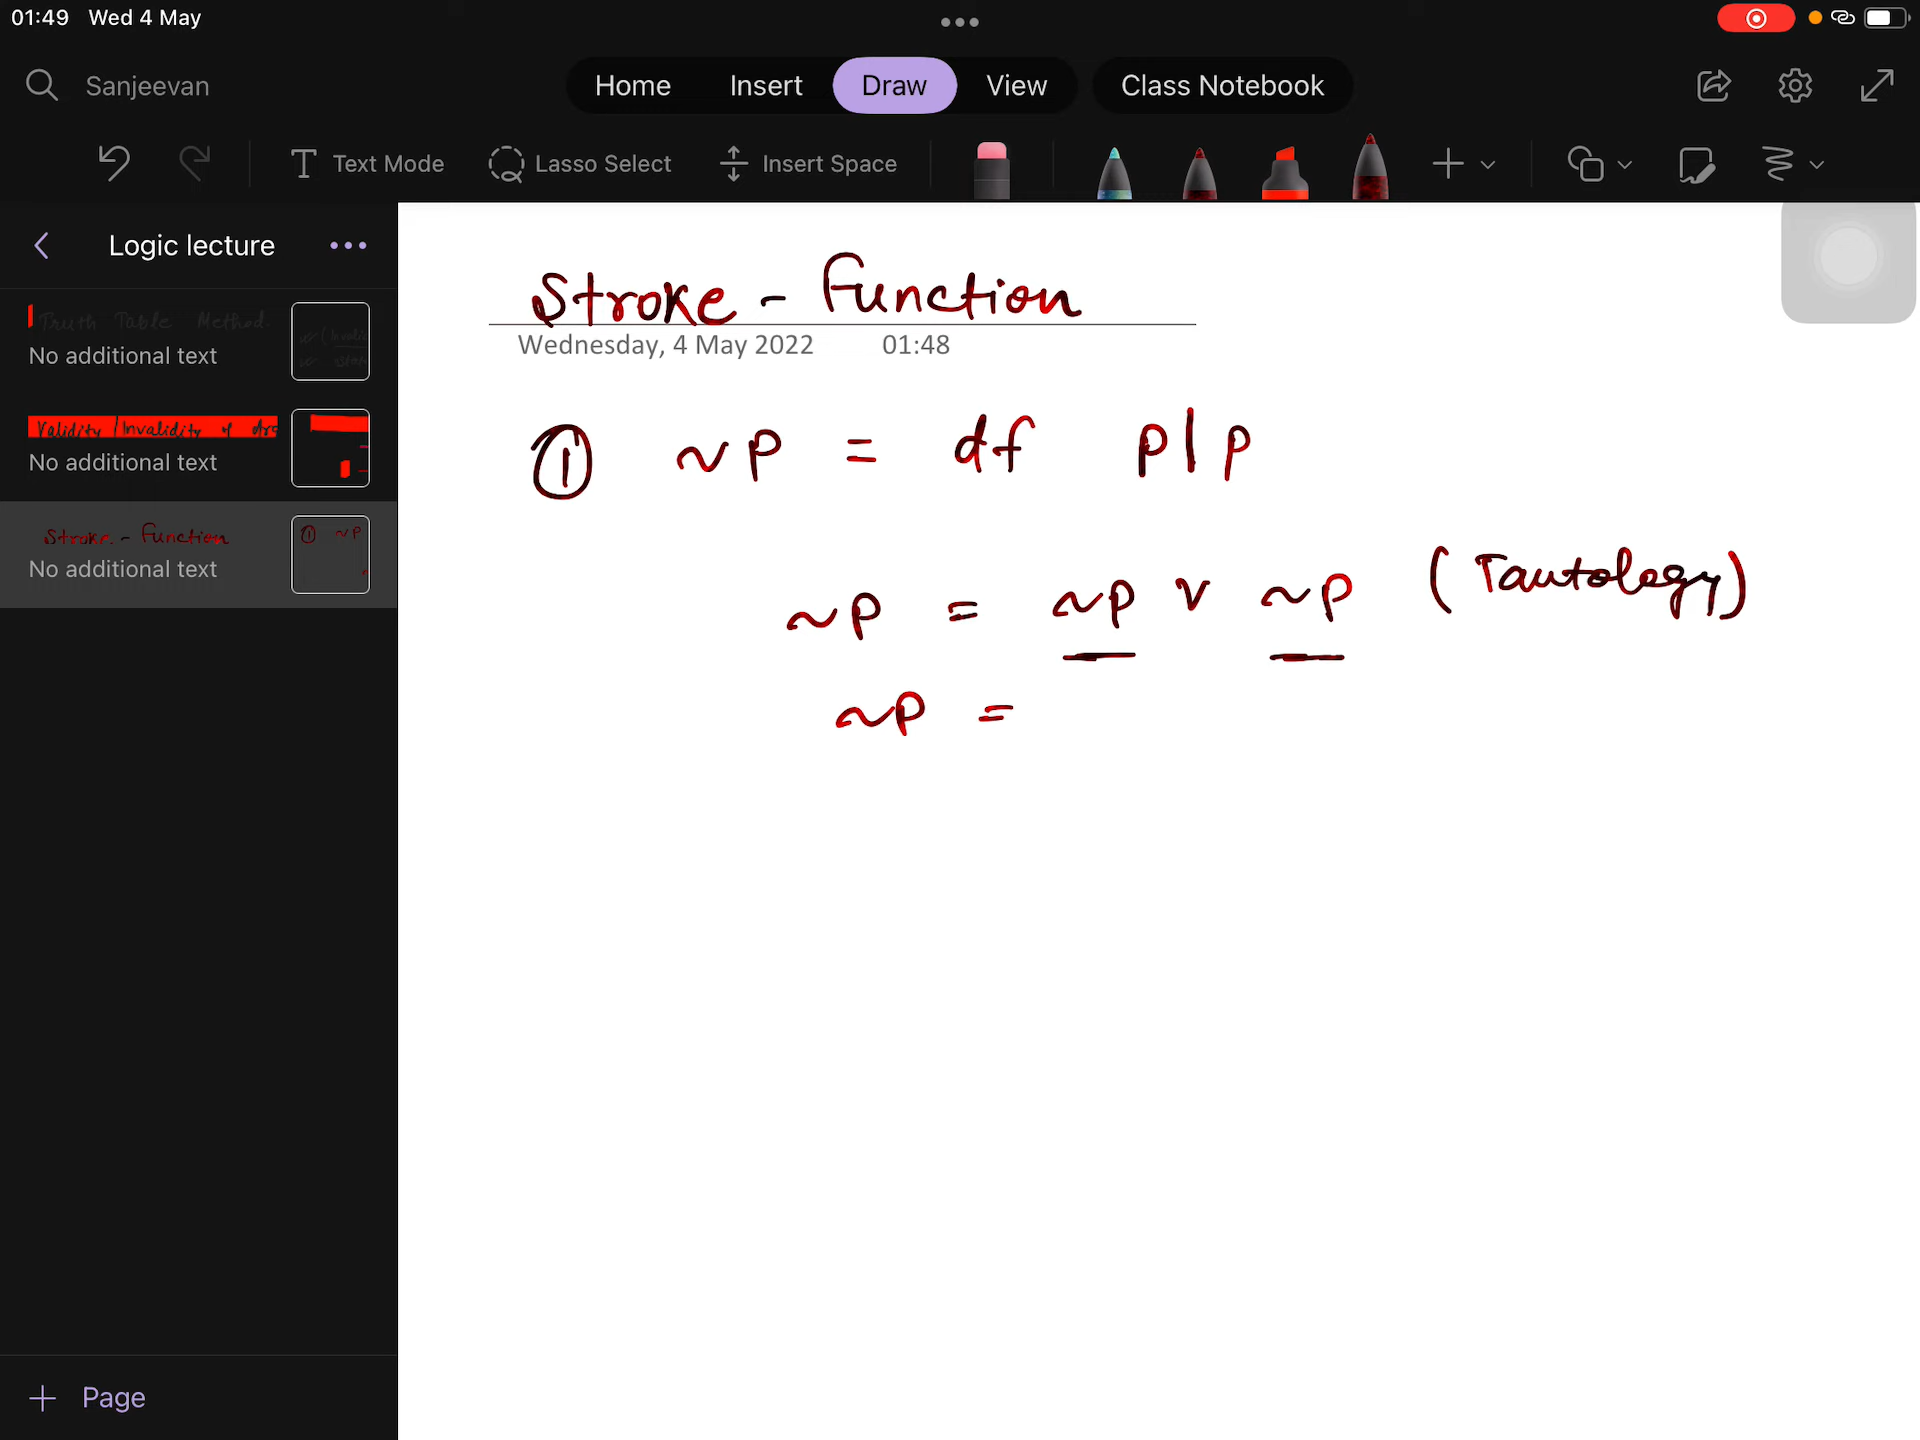 01:49 Wed 4 May
Sanjeevan
Home Insert Draw View Class Notebook
Text Mode Lasso Select Insert Space
Logic lecture
Truth Table Method.
No additional text
Validity / Invalidity of Arg
No additional text
Stroke - Function
① ~P
No additional text
Page
Stroke - Function
Wednesday, 4 May 2022 01:48
① ~P = df P|P
~P = ~P v ~P (Tautology)
~P =